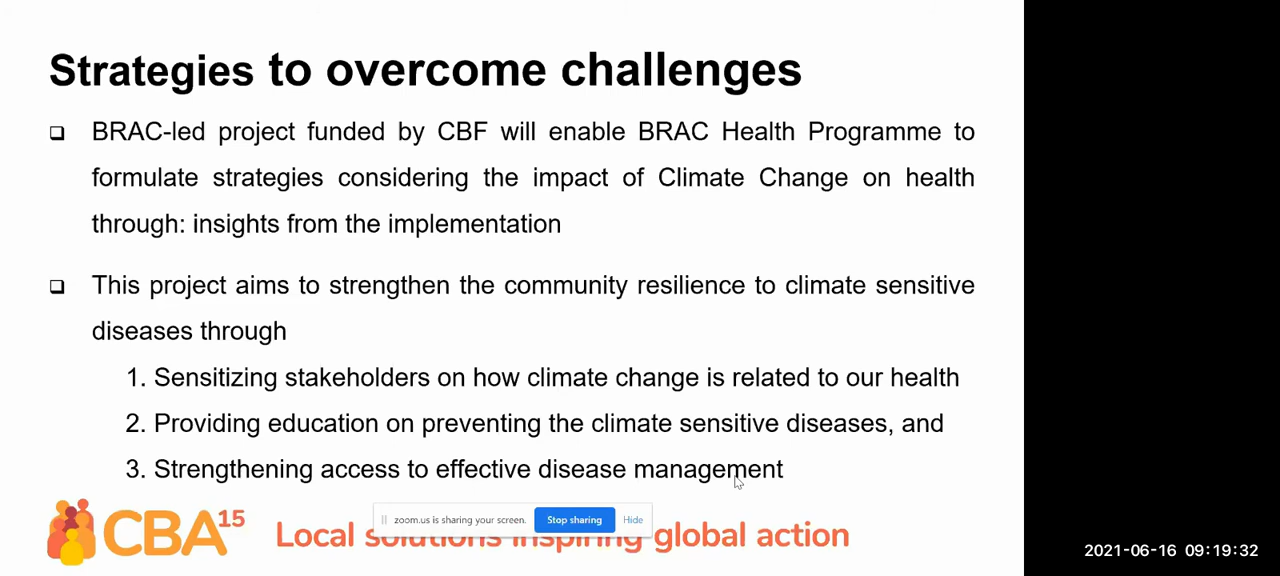 Strategies to overcome challenges
BRAC-led project funded by CBF will enable BRAC Health Programme to
formulate strategies considering the impact of Climate Change on health
through: insights from the implementation
This project aims to strengthen the community resilience to climate sensitive
diseases through
1. Sensitizing stakeholders on how climate change is related to our health
2. Providing education on preventing the climate sensitive diseases, and
3. Strengthening access to effective disease management
CBA15
zoom.us is sharing your screen. Stop sharing Hide
Local solutions inspiring global action
2021-06-16 09:19:32